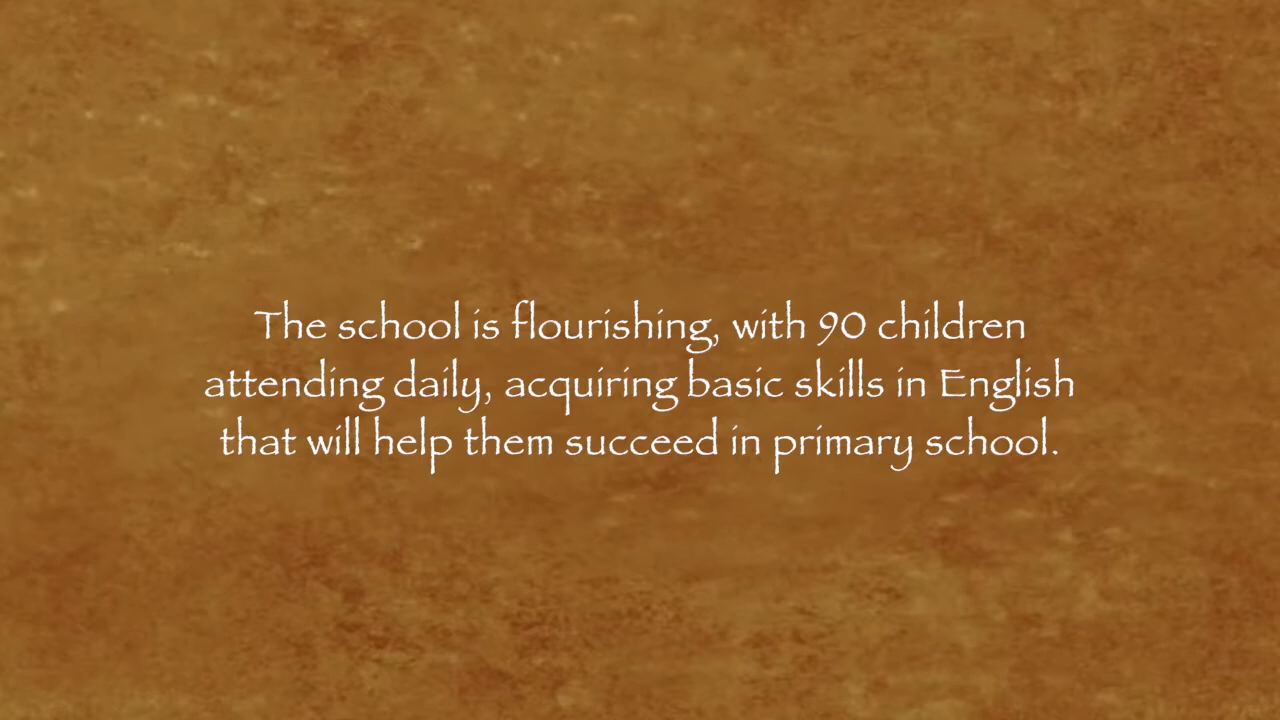 The school is flourishing, with 90 children
attending daily, acquiring basic skills in English
that will help them succeed in primary school.